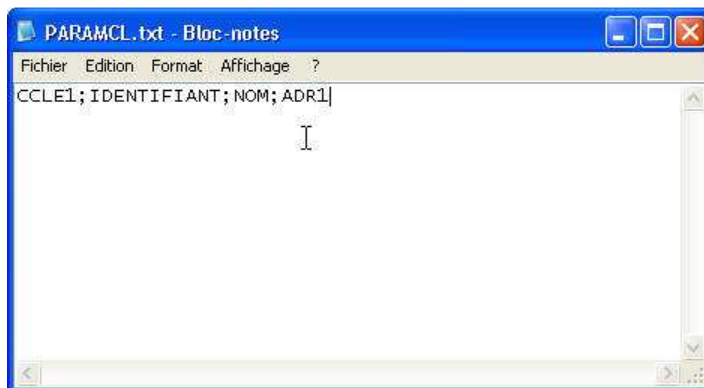 PARAMCL.txt - Bloc-notes
Fichier Edition Format Affichage ?
CCLE1;IDENTIFIANT;NOM;ADR1